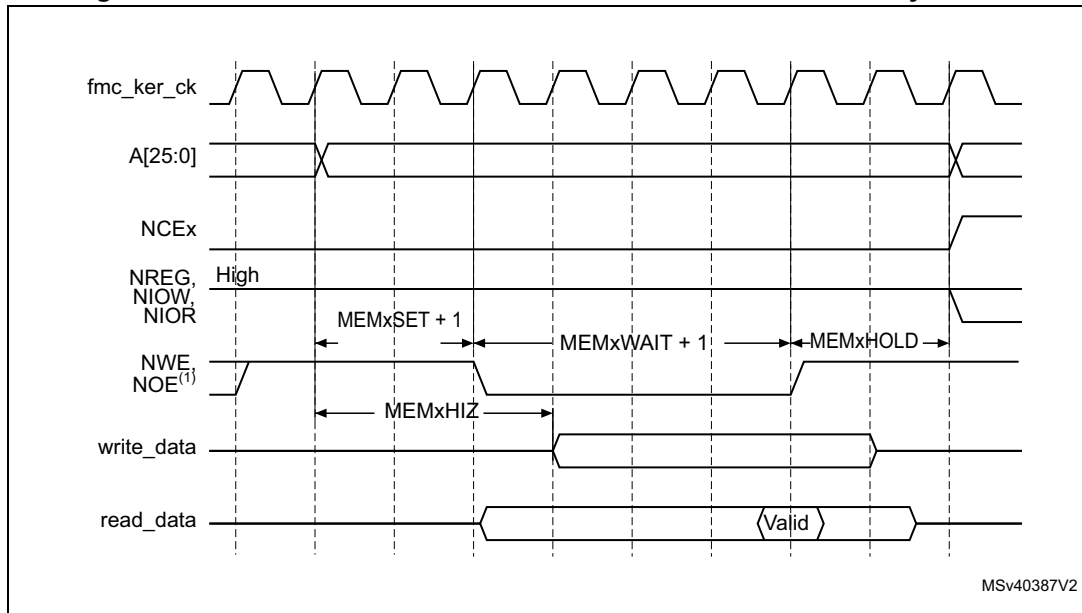 fmc_ker_ck
A[25:0]
NCEx
NREG,
NIOW,
NIOR
High
MEMxSET + 1
MEMxWAIT + 1
MEMxHOLD
NWE,
NOE(1)
MEMxHIZ
write_data
read_data
Valid
MSv40387V2